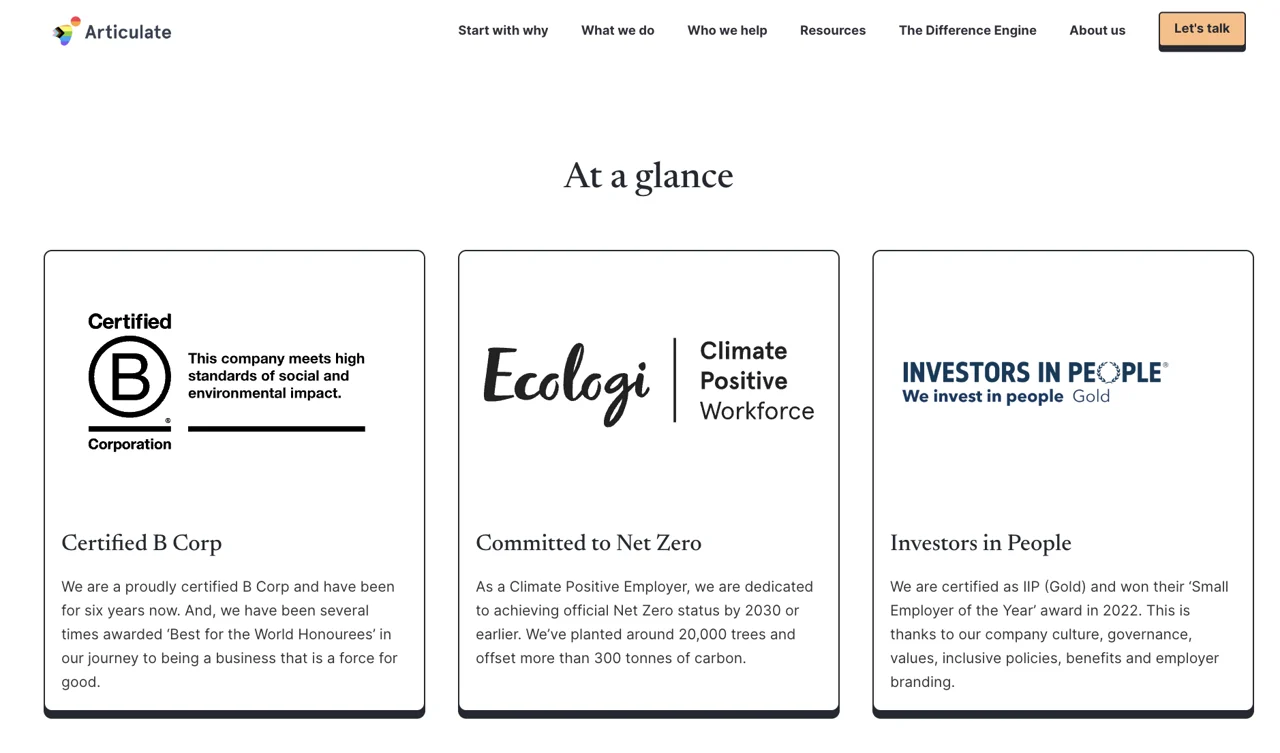 Articulate
Start with why
What we do
Who we help
Resources
The Difference Engine
About us
Let's talk
At a glance
Certified
B
®
Corporation
This company meets high
standards of social and
environmental impact.
Ecologi
Climate
Positive
Workforce
INVESTORS IN PEOPLE®
We invest in people Gold
Certified B Corp
We are a proudly certified B Corp and have been
for six years now. And, we have been several
times awarded ‘Best for the World Honourees’ in
our journey to being a business that is a force for
good.
Committed to Net Zero
As a Climate Positive Employer, we are dedicated
to achieving official Net Zero status by 2030 or
earlier. We’ve planted around 20,000 trees and
offset more than 300 tonnes of carbon.
Investors in People
We are certified as IIP (Gold) and won their ‘Small
Employer of the Year’ award in 2022. This is
thanks to our company culture, governance,
values, inclusive policies, benefits and employer
branding.